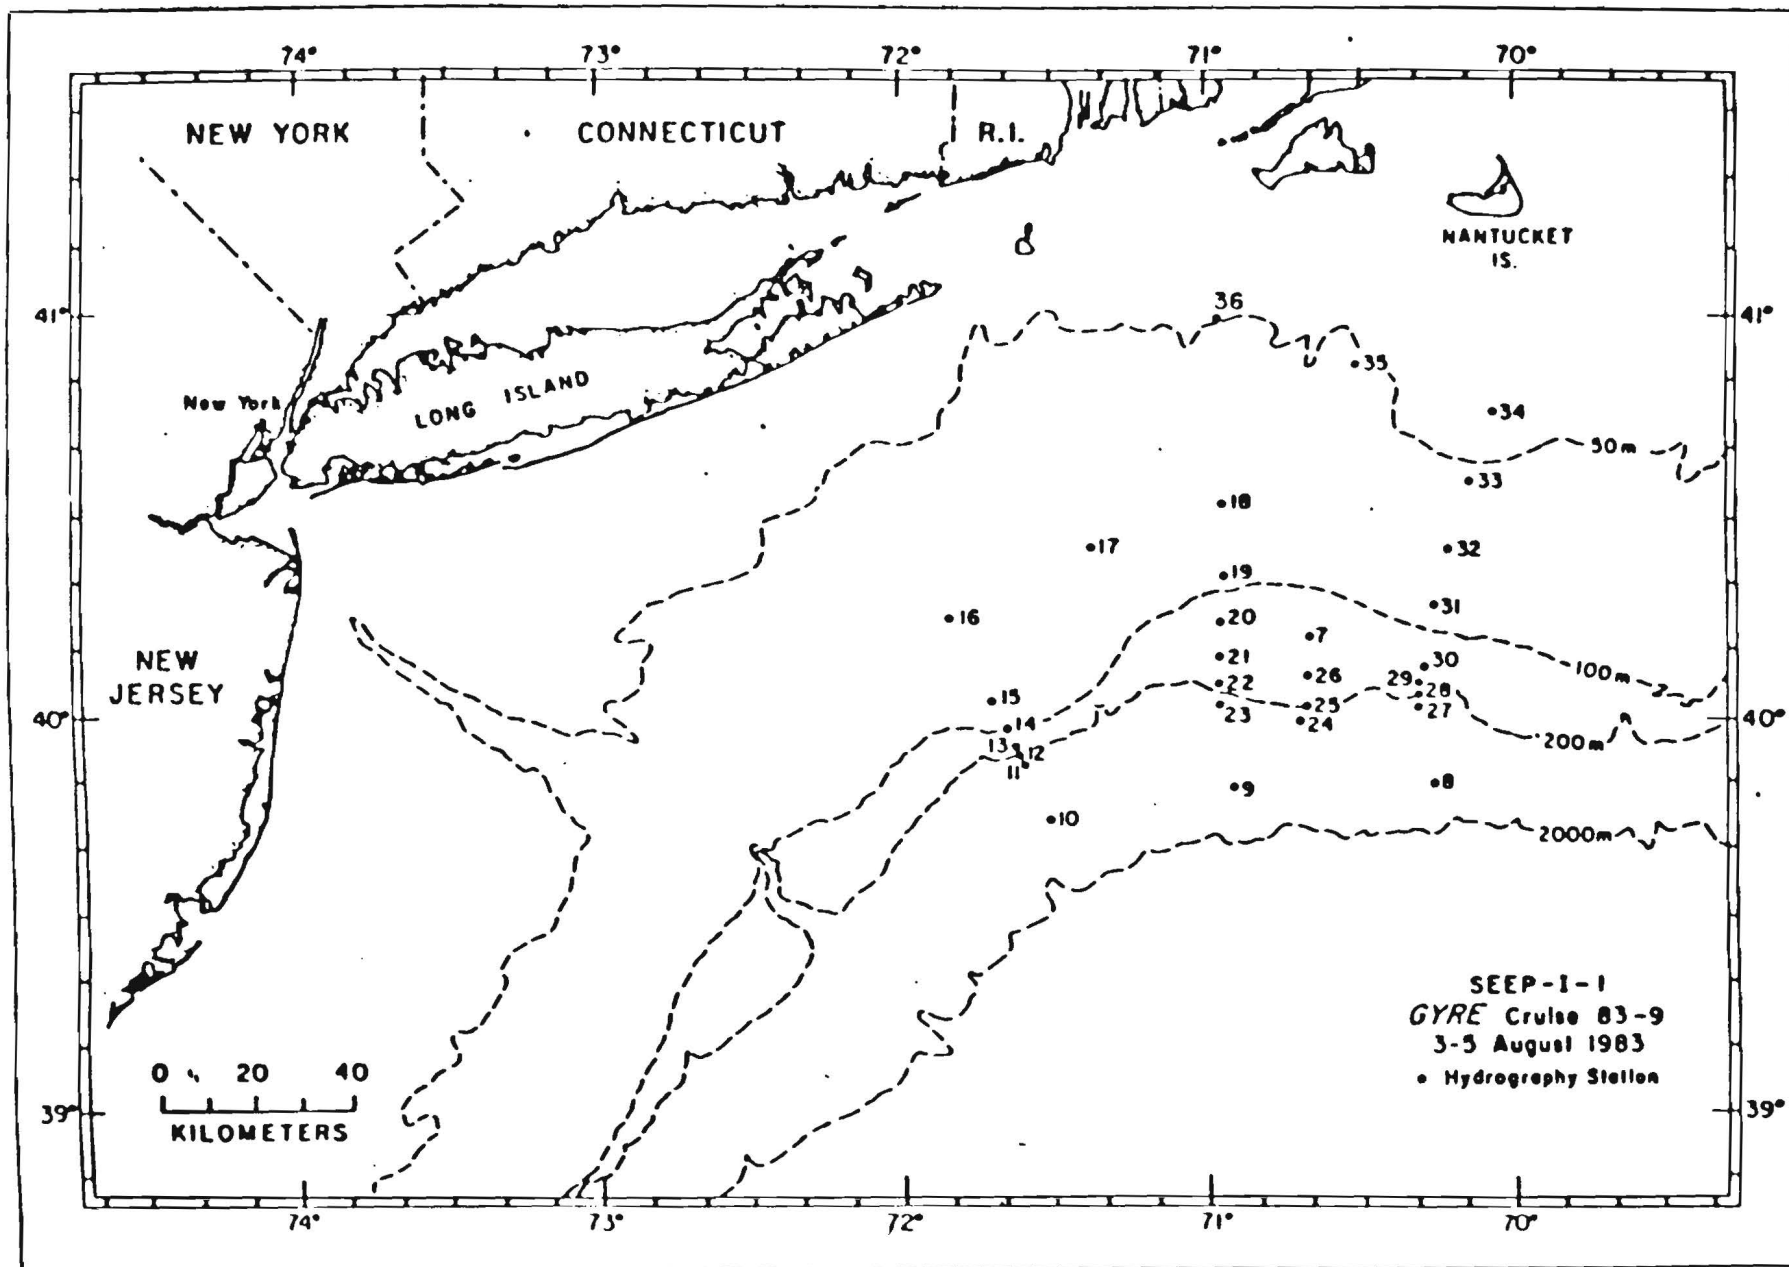 74° 73° 72° 71° 70°
NEW YORK CONNECTICUT R.I.
NANTUCKET
IS.
41° 36 41°
35
New York LONG ISLAND 34
50m
33
18
17 32
19
31
16 20 7
NEW
JERSEY
21 30
26 29 100m
22 28
15 25 27
23
40° 14 24 40°
13 12 200m
11
9 8
10
2000m
SEEP-I-1
GYRE Cruise 83-9
3-5 August 1983
• Hydrography Station
0 20 40
KILOMETERS
39° 39°
74° 73° 72° 71° 70°